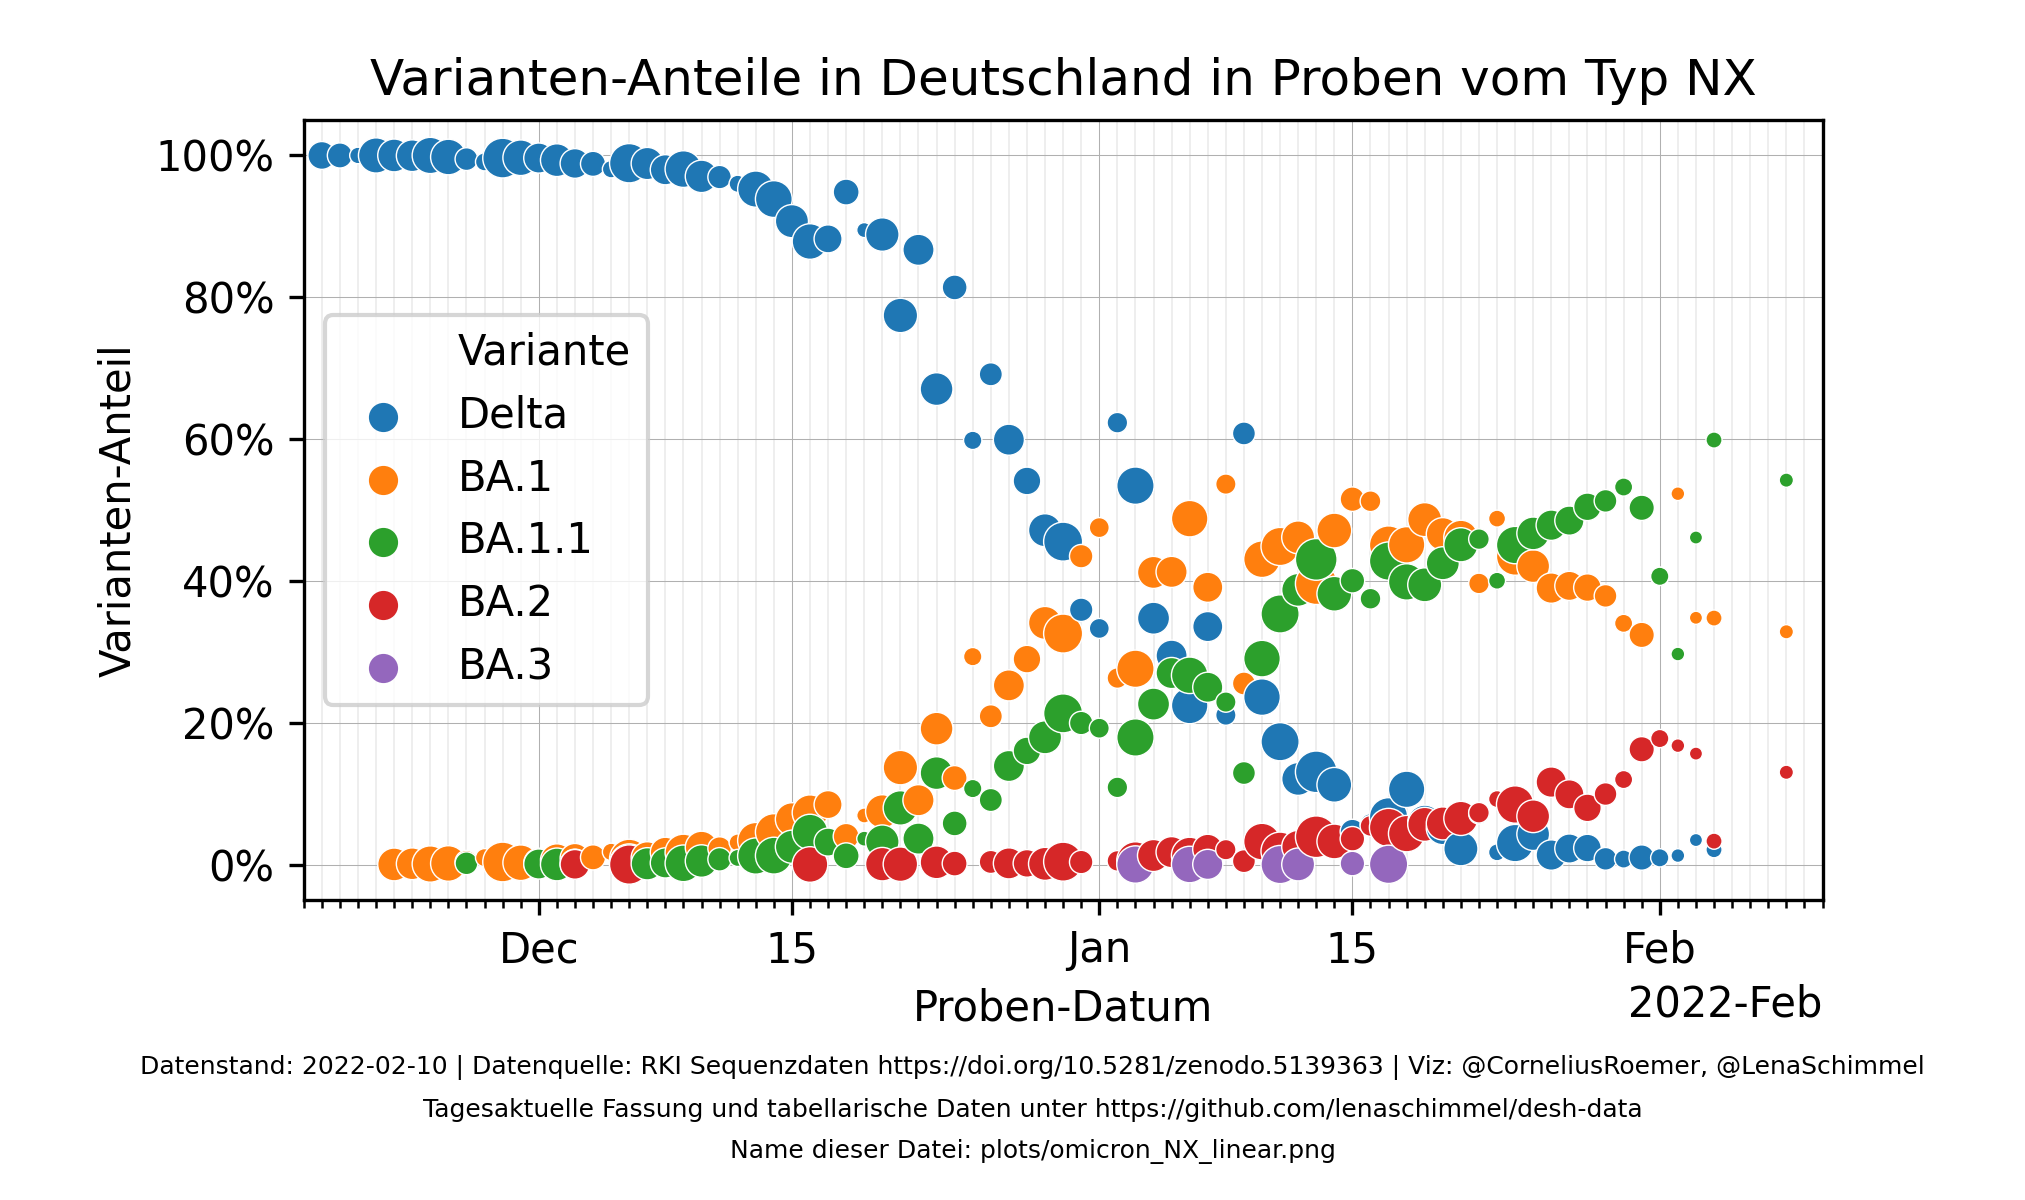 Varianten-Anteile in Deutschland in Proben vom Typ NX
Varianten-Anteil
100%
80%
60%
40%
20%
0%
Variante
Delta
BA.1
BA.1.1
BA.2
BA.3
Dec
15
Jan
15
Feb
2022-Feb
Proben-Datum
Datenstand: 2022-02-10 | Datenquelle: RKI Sequenzdaten https://doi.org/10.5281/zenodo.5139363 | Viz: @CorneliusRoemer, @LenaSchimmel
Tagesaktuelle Fassung und tabellarische Daten unter https://github.com/lenaschimmel/desh-data
Name dieser Datei: plots/omicron_NX_linear.png